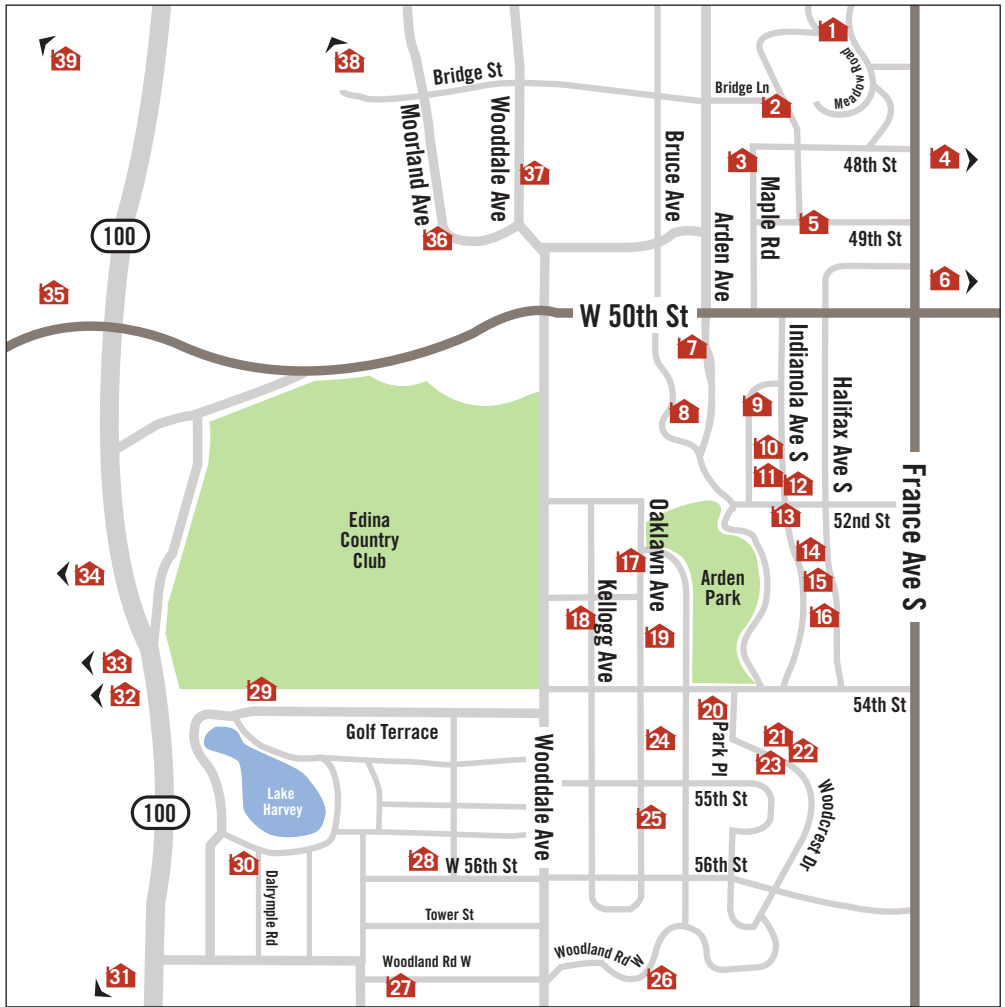 1
39
38
Meadow Road
Bridge St
Bridge Ln
2
Moorland Ave
Wooddale Ave
Bruce Ave
3
48th St
4
37
Maple Rd
Arden Ave
5
49th St
100
36
6
35
W 50th St
7
Indianola Ave S
Halifax Ave S
8
9
10
11
12
France Ave S
Edina
Country
Club
Oaklawn Ave
13
52nd St
14
17
34
Arden
Park
15
Kellogg Ave
18
16
19
33
32
29
20
54th St
Golf Terrace
Wooddale Ave
24
Park Pl
21
22
23
Lake
Harvey
100
55th St
Woodcrest Dr
25
30
28
W 56th St
56th St
Dalrymple Rd
Tower St
Woodland Rd W
Woodland Rd W
31
27
26